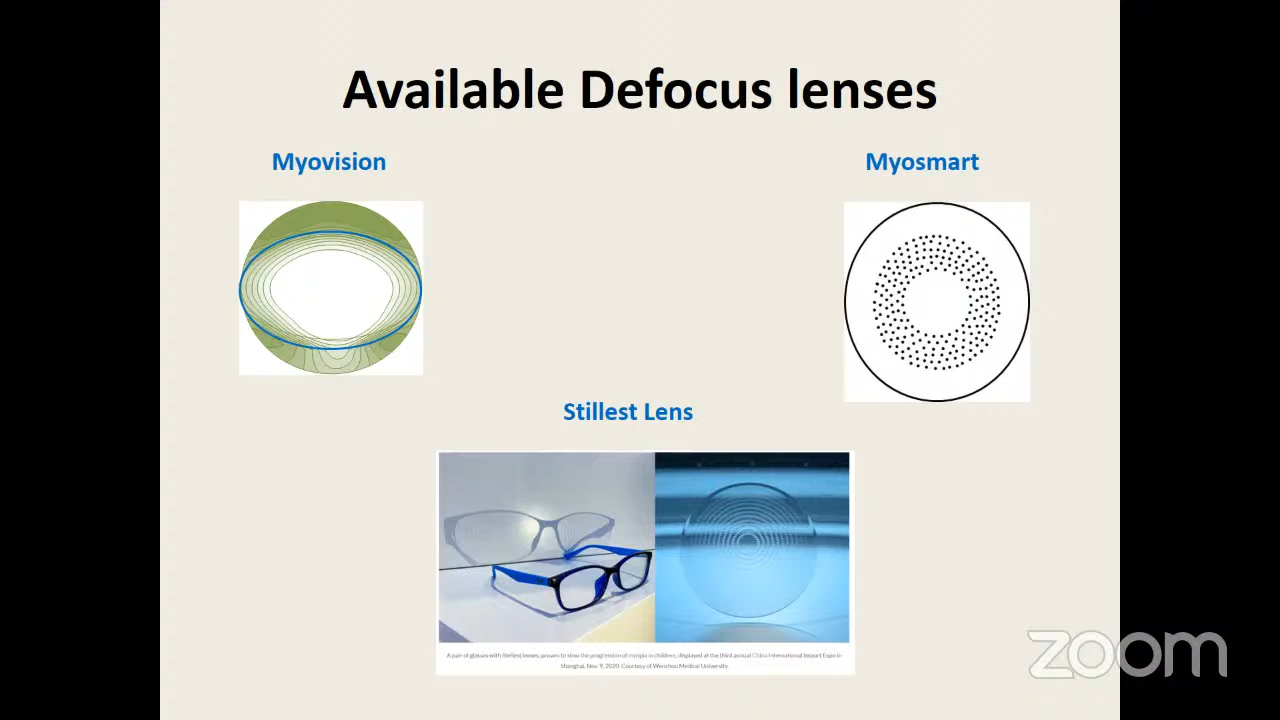 Available Defocus lenses
Myovision
Myosmart
Stillest Lens
A pair of glasses with Stellest lenses, proven to slow the progression of myopia in children, displayed at the third annual China International Import Expo in
Shanghai, Nov. 9, 2020. Courtesy of Wenzhou Medical University.
zoom